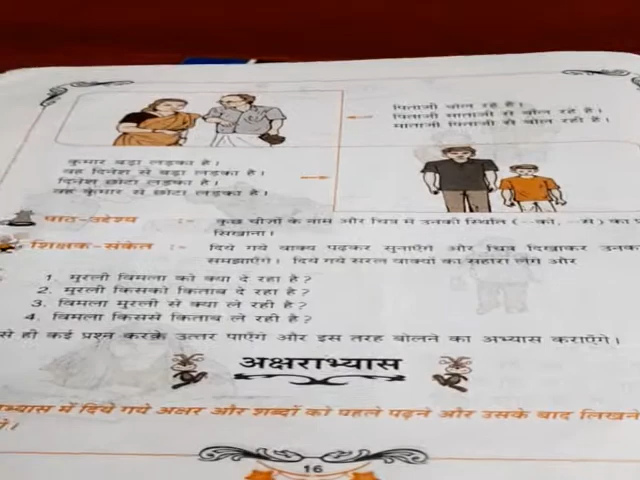 पिताजी बोल रहे हैं।
पिताजी माताजी से बोल रहे हैं।
माताजी पिताजी से बोल रही हैं।
कुमार बड़ा लड़का है।
वह दिनेश से बड़ा लड़का है।
दिनेश छोटा लड़का है।
वह कुमार से छोटा लड़का है।
पाठ-उद्देश्य :- कुछ चीज़ों के नाम और चित्र में उनकी स्थिति (--को, --से) का
सिखाना।
शिक्षक-संकेत :- दिये गये वाक्य पढ़कर सुनाएँगे और चित्र दिखाकर उनका
समझाएँगे। दिये गये सरल वाक्यों का सहारा लेंगे और
1. मुरली विमला को क्या दे रहा है?
2. मुरली किसको किताब दे रहा है?
3. विमला मुरली से क्या ले रही है?
4. विमला किससे किताब ले रही है?
से ही कई प्रश्न करके उत्तर पाएँगे और इस तरह बोलने का अभ्यास कराएँगे।
अक्षराभ्यास
में दिये गये अक्षर और शब्दों को पहले पढ़ने और उसके बाद लिखने
16